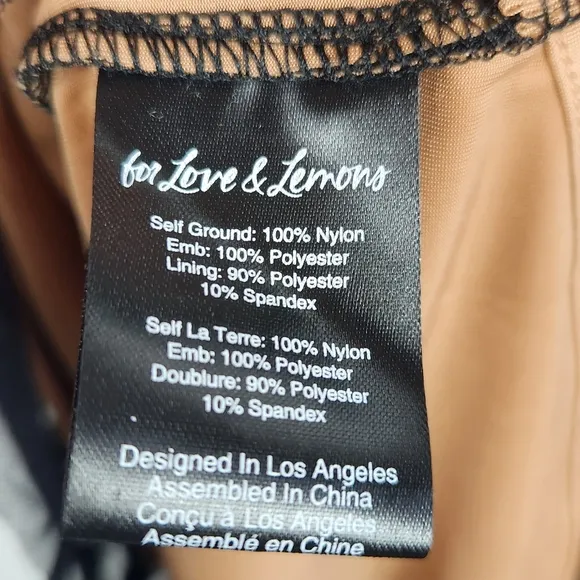 for Love & Lemons
Self Ground: 100% Nylon
Emb: 100% Polyester
Lining: 90% Polyester
10% Spandex
Self La Terre: 100% Nylon
Emb: 100% Polyester
Doublure: 90% Polyester
10% Spandex
Designed In Los Angeles
Assembled In China
Conçu à Los Angeles
Assemblé en Chine